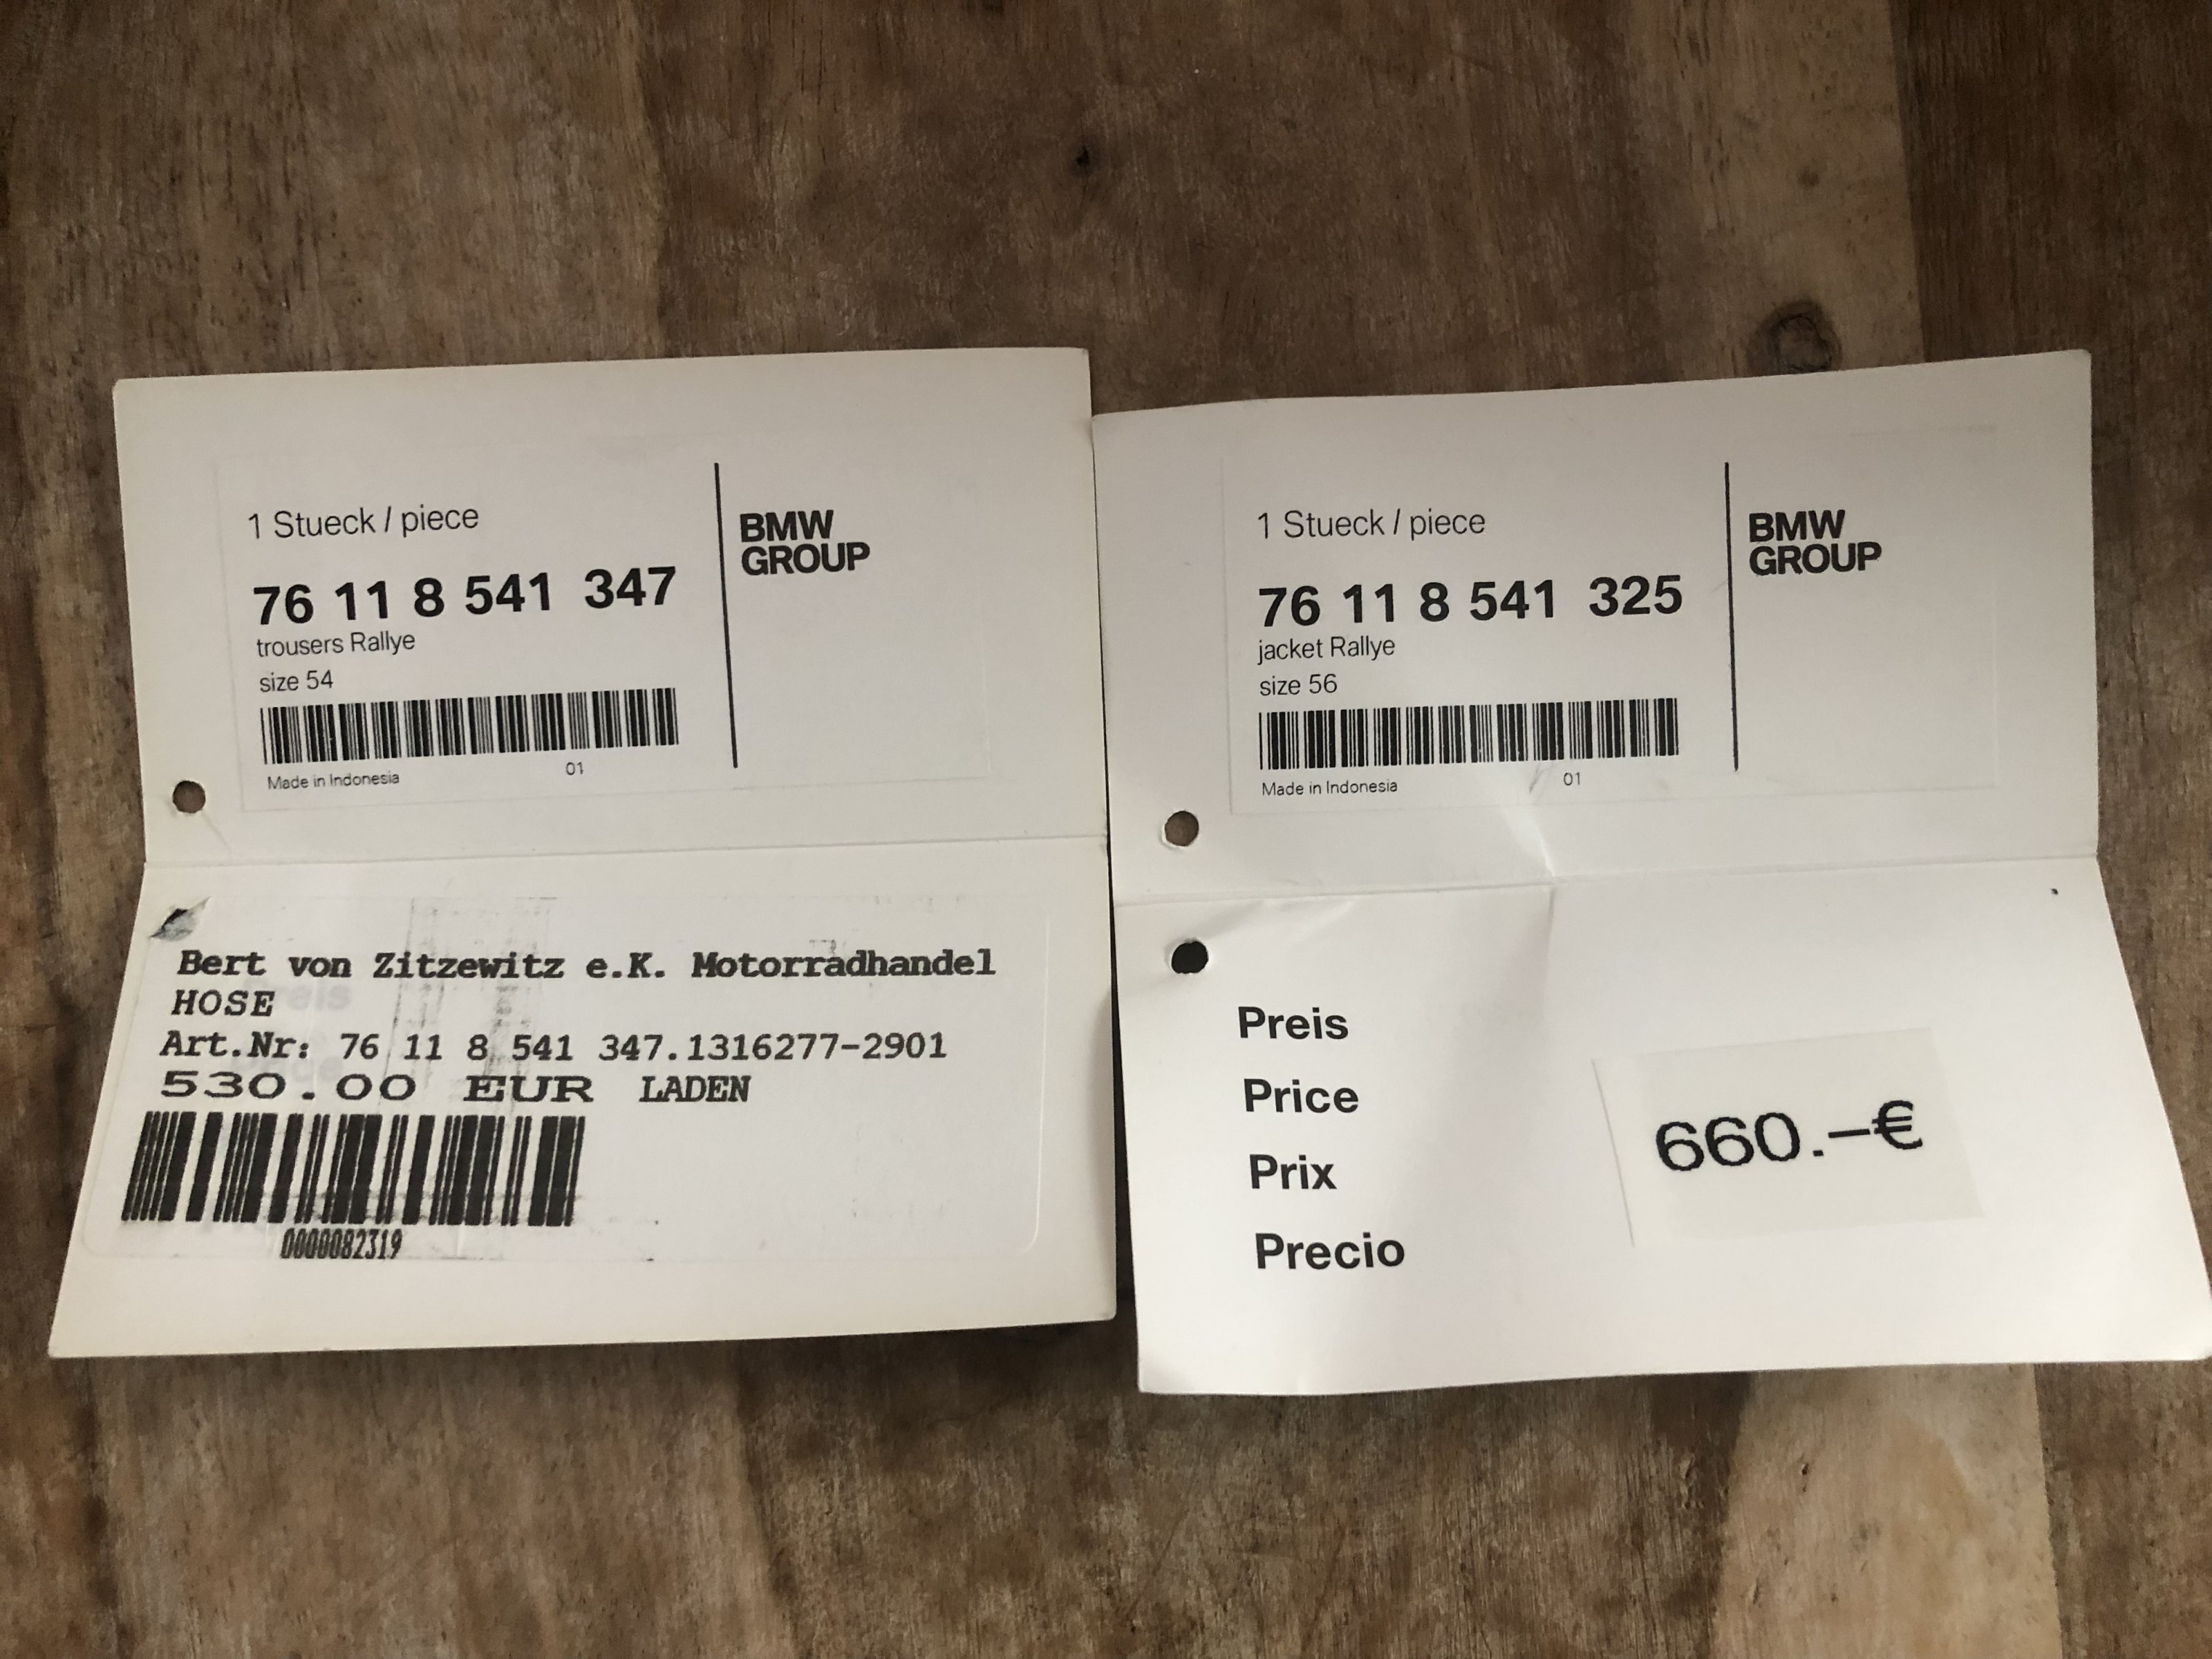 1 Stueck / piece
76 11 8 541 347
trousers Rallye
size 54
Made in Indonesia
01
BMW
GROUP
Bert von Zitzewitz e.K. Motorradhandel
HOSE
Art.Nr: 76 11 8 541 347.1316277-2901
530.00 EUR LADEN
0000082319
1 Stueck / piece
76 11 8 541 325
jacket Rallye
size 56
Made in Indonesia
01
BMW
GROUP
Preis
Price
Prix
Precio
660.–€